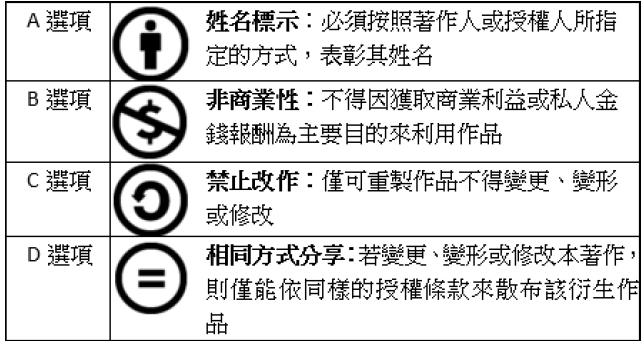 A 選項
姓名標示：必須按照著作人或授權人所指
定的方式，表彰其姓名
B 選項
非商業性：不得因獲取商業利益或私人金
錢報酬為主要目的來利用作品
C 選項
禁止改作：僅可重製作品不得變更、變形
或修改
D 選項
相同方式分享：若變更、變形或修改本著作，
則僅能依同樣的授權條款來散布該衍生作
品